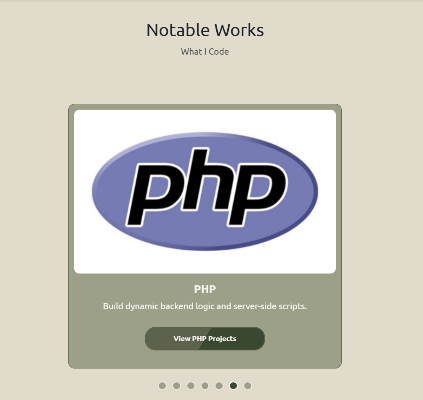 Notable Works
What I Code
php
PHP
Build dynamic backend logic and server-side scripts.
View PHP Projects